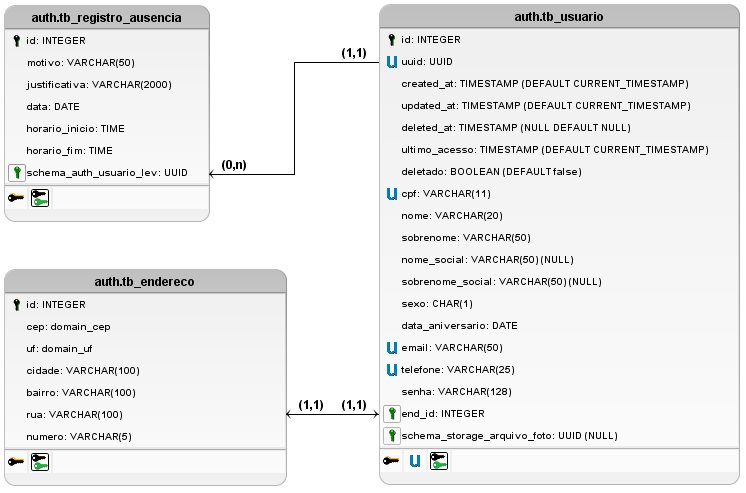 auth.tb_registro_ausencia
id: INTEGER
motivo: VARCHAR(50)
justificativa: VARCHAR(2000)
data: DATE
horario_inicio: TIME
horario_fim: TIME
schema_auth_usuario_lev: UUID
(1,1)
(0,n)
auth.tb_usuario
id: INTEGER
U uuid: UUID
created_at: TIMESTAMP (DEFAULT CURRENT_TIMESTAMP)
updated_at: TIMESTAMP (DEFAULT CURRENT_TIMESTAMP)
deleted_at: TIMESTAMP (NULL DEFAULT NULL)
ultimo_acesso: TIMESTAMP (DEFAULT CURRENT_TIMESTAMP)
deletado: BOOLEAN (DEFAULT false)
U cpf: VARCHAR(11)
nome: VARCHAR(20)
sobrenome: VARCHAR(50)
nome_social: VARCHAR(50) (NULL)
sobrenome_social: VARCHAR(50) (NULL)
sexo: CHAR(1)
data_aniversario: DATE
U email: VARCHAR(50)
U telefone: VARCHAR(25)
senha: VARCHAR(128)
end_id: INTEGER
schema_storage_arquivo_foto: UUID (NULL)
U
auth.tb_endereco
id: INTEGER
cep: domain_cep
uf: domain_uf
cidade: VARCHAR(100)
bairro: VARCHAR(100)
rua: VARCHAR(100)
numero: VARCHAR(5)
(1,1) (1,1)